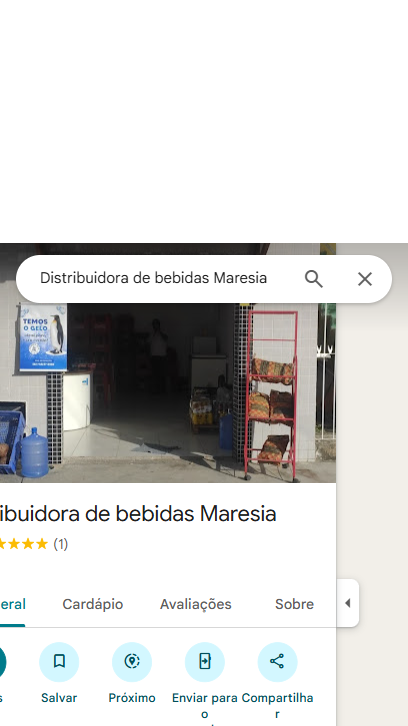 Distribuidora de bebidas Maresia
TEMOS
O GELO
ibuidora de bebidas Maresia
(1)
eral
Cardápio
Avaliações
Sobre
s
Salvar
Próximo
Enviar para
o
Compartilha
r